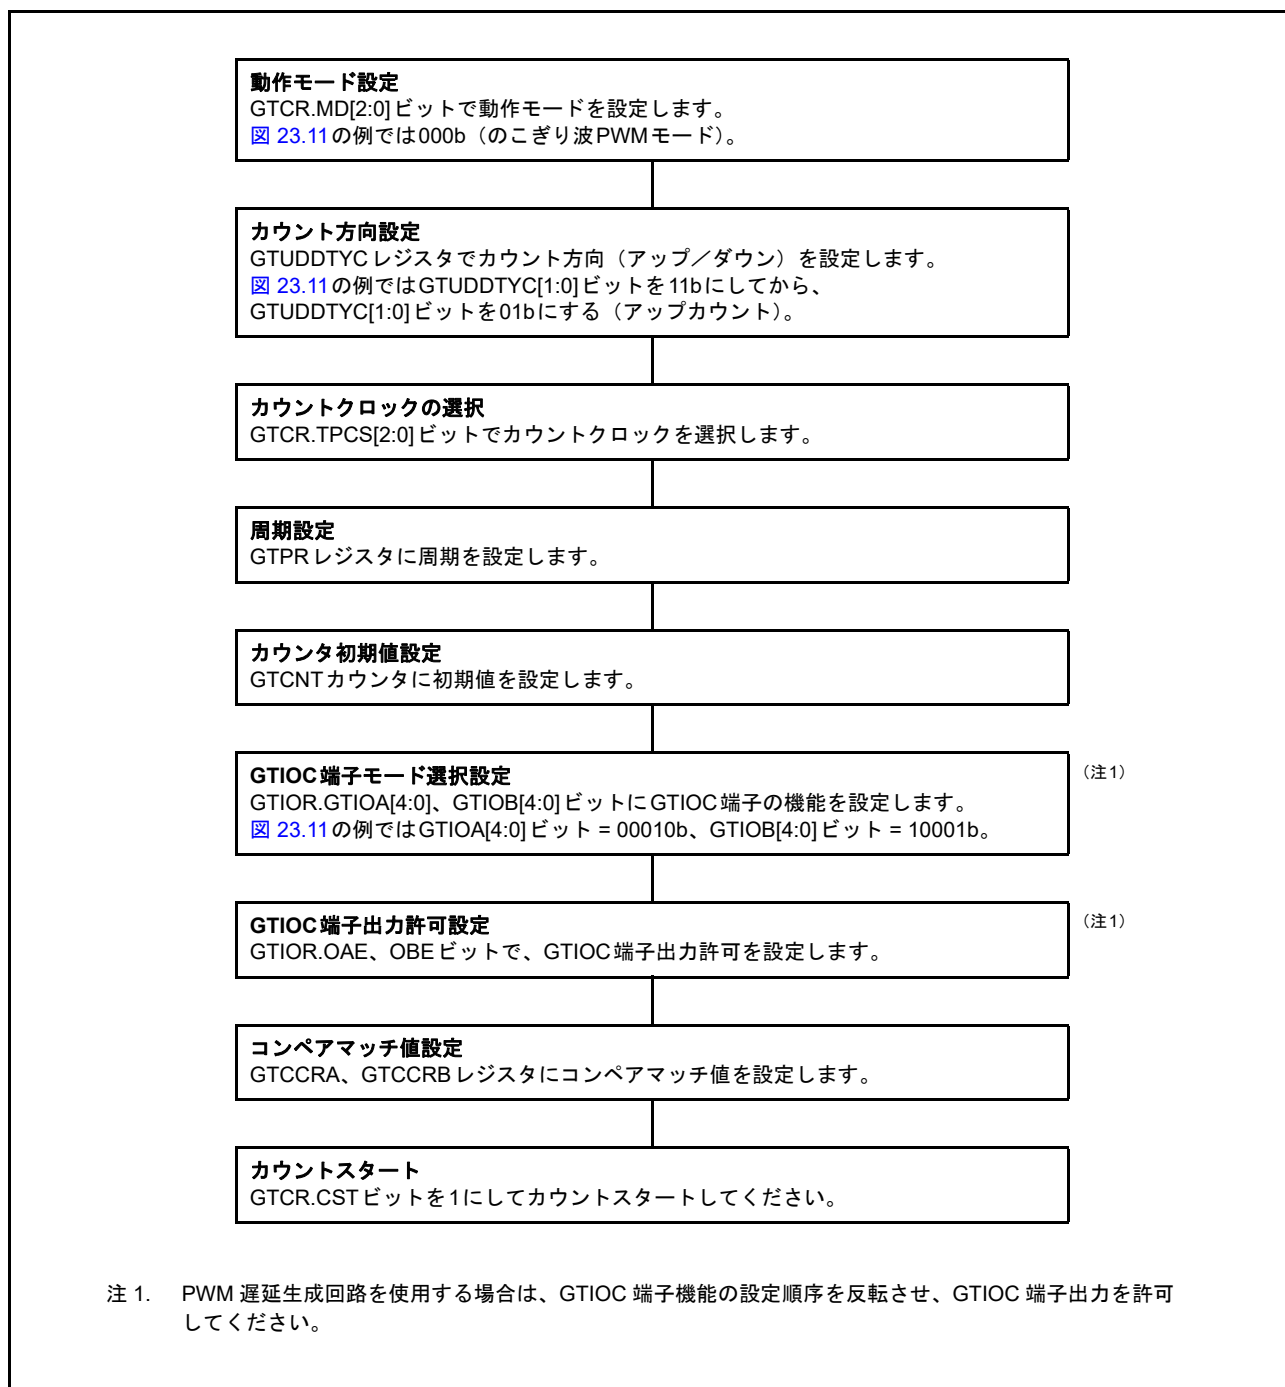 動作モード設定
GTCR.MD[2:0]ビットで動作モードを設定します。
図 23.11の例では000b（のこぎり波PWMモード）。
カウント方向設定
GTUDDTYCレジスタでカウント方向（アップ／ダウン）を設定します。
図 23.11の例ではGTUDDTYC[1:0]ビットを11bにしてから、
GTUDDTYC[1:0]ビットを01bにする（アップカウント）。
カウントクロックの選択
GTCR.TPCS[2:0]ビットでカウントクロックを選択します。
周期設定
GTPRレジスタに周期を設定します。
カウンタ初期値設定
GTCNTカウンタに初期値を設定します。
GTIOC端子モード選択設定 （注1）
GTIOR.GTIOA[4:0]、GTIOB[4:0]ビットにGTIOC端子の機能を設定します。
図 23.11の例ではGTIOA[4:0]ビット = 00010b、GTIOB[4:0]ビット = 10001b。
GTIOC端子出力許可設定 （注1）
GTIOR.OAE、OBEビットで、GTIOC端子出力許可を設定します。
コンペアマッチ値設定
GTCCRA、GTCCRBレジスタにコンペアマッチ値を設定します。
カウントスタート
GTCR.CSTビットを1にしてカウントスタートしてください。
注 1. PWM 遅延生成回路を使用する場合は、GTIOC 端子機能の設定順序を反転させ、GTIOC 端子出力を許可
してください。